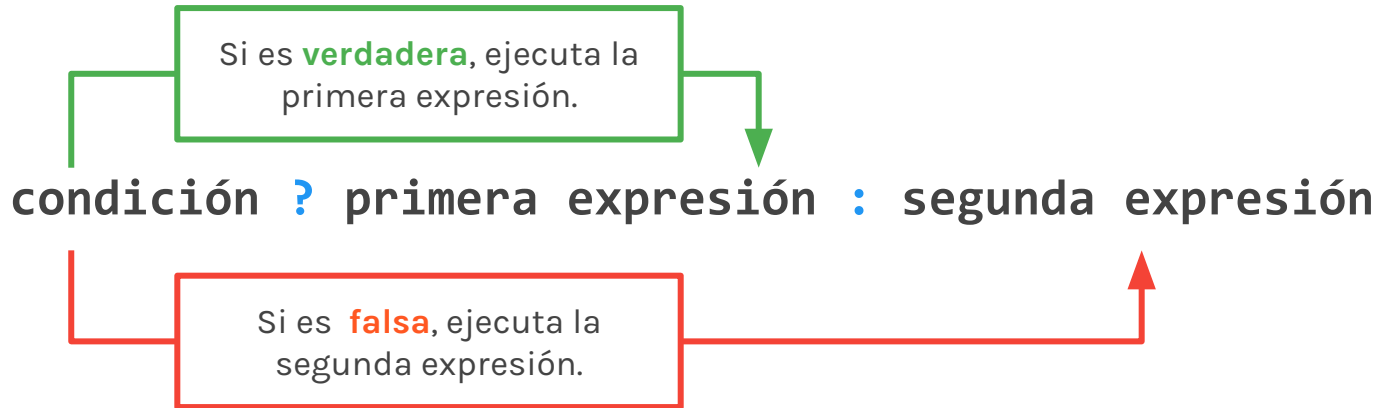 Si es verdadera, ejecuta la
primera expresión.
condición ? primera expresión : segunda expresión
Si es falsa, ejecuta la
segunda expresión.